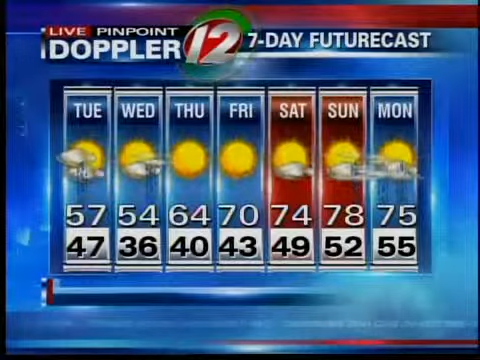 LIVE PINPOINT
DOPPLER 12 7-DAY FUTURECAST
TUE WED THU FRI SAT SUN MON
57 54 64 70 74 78 75
47 36 40 43 49 52 55